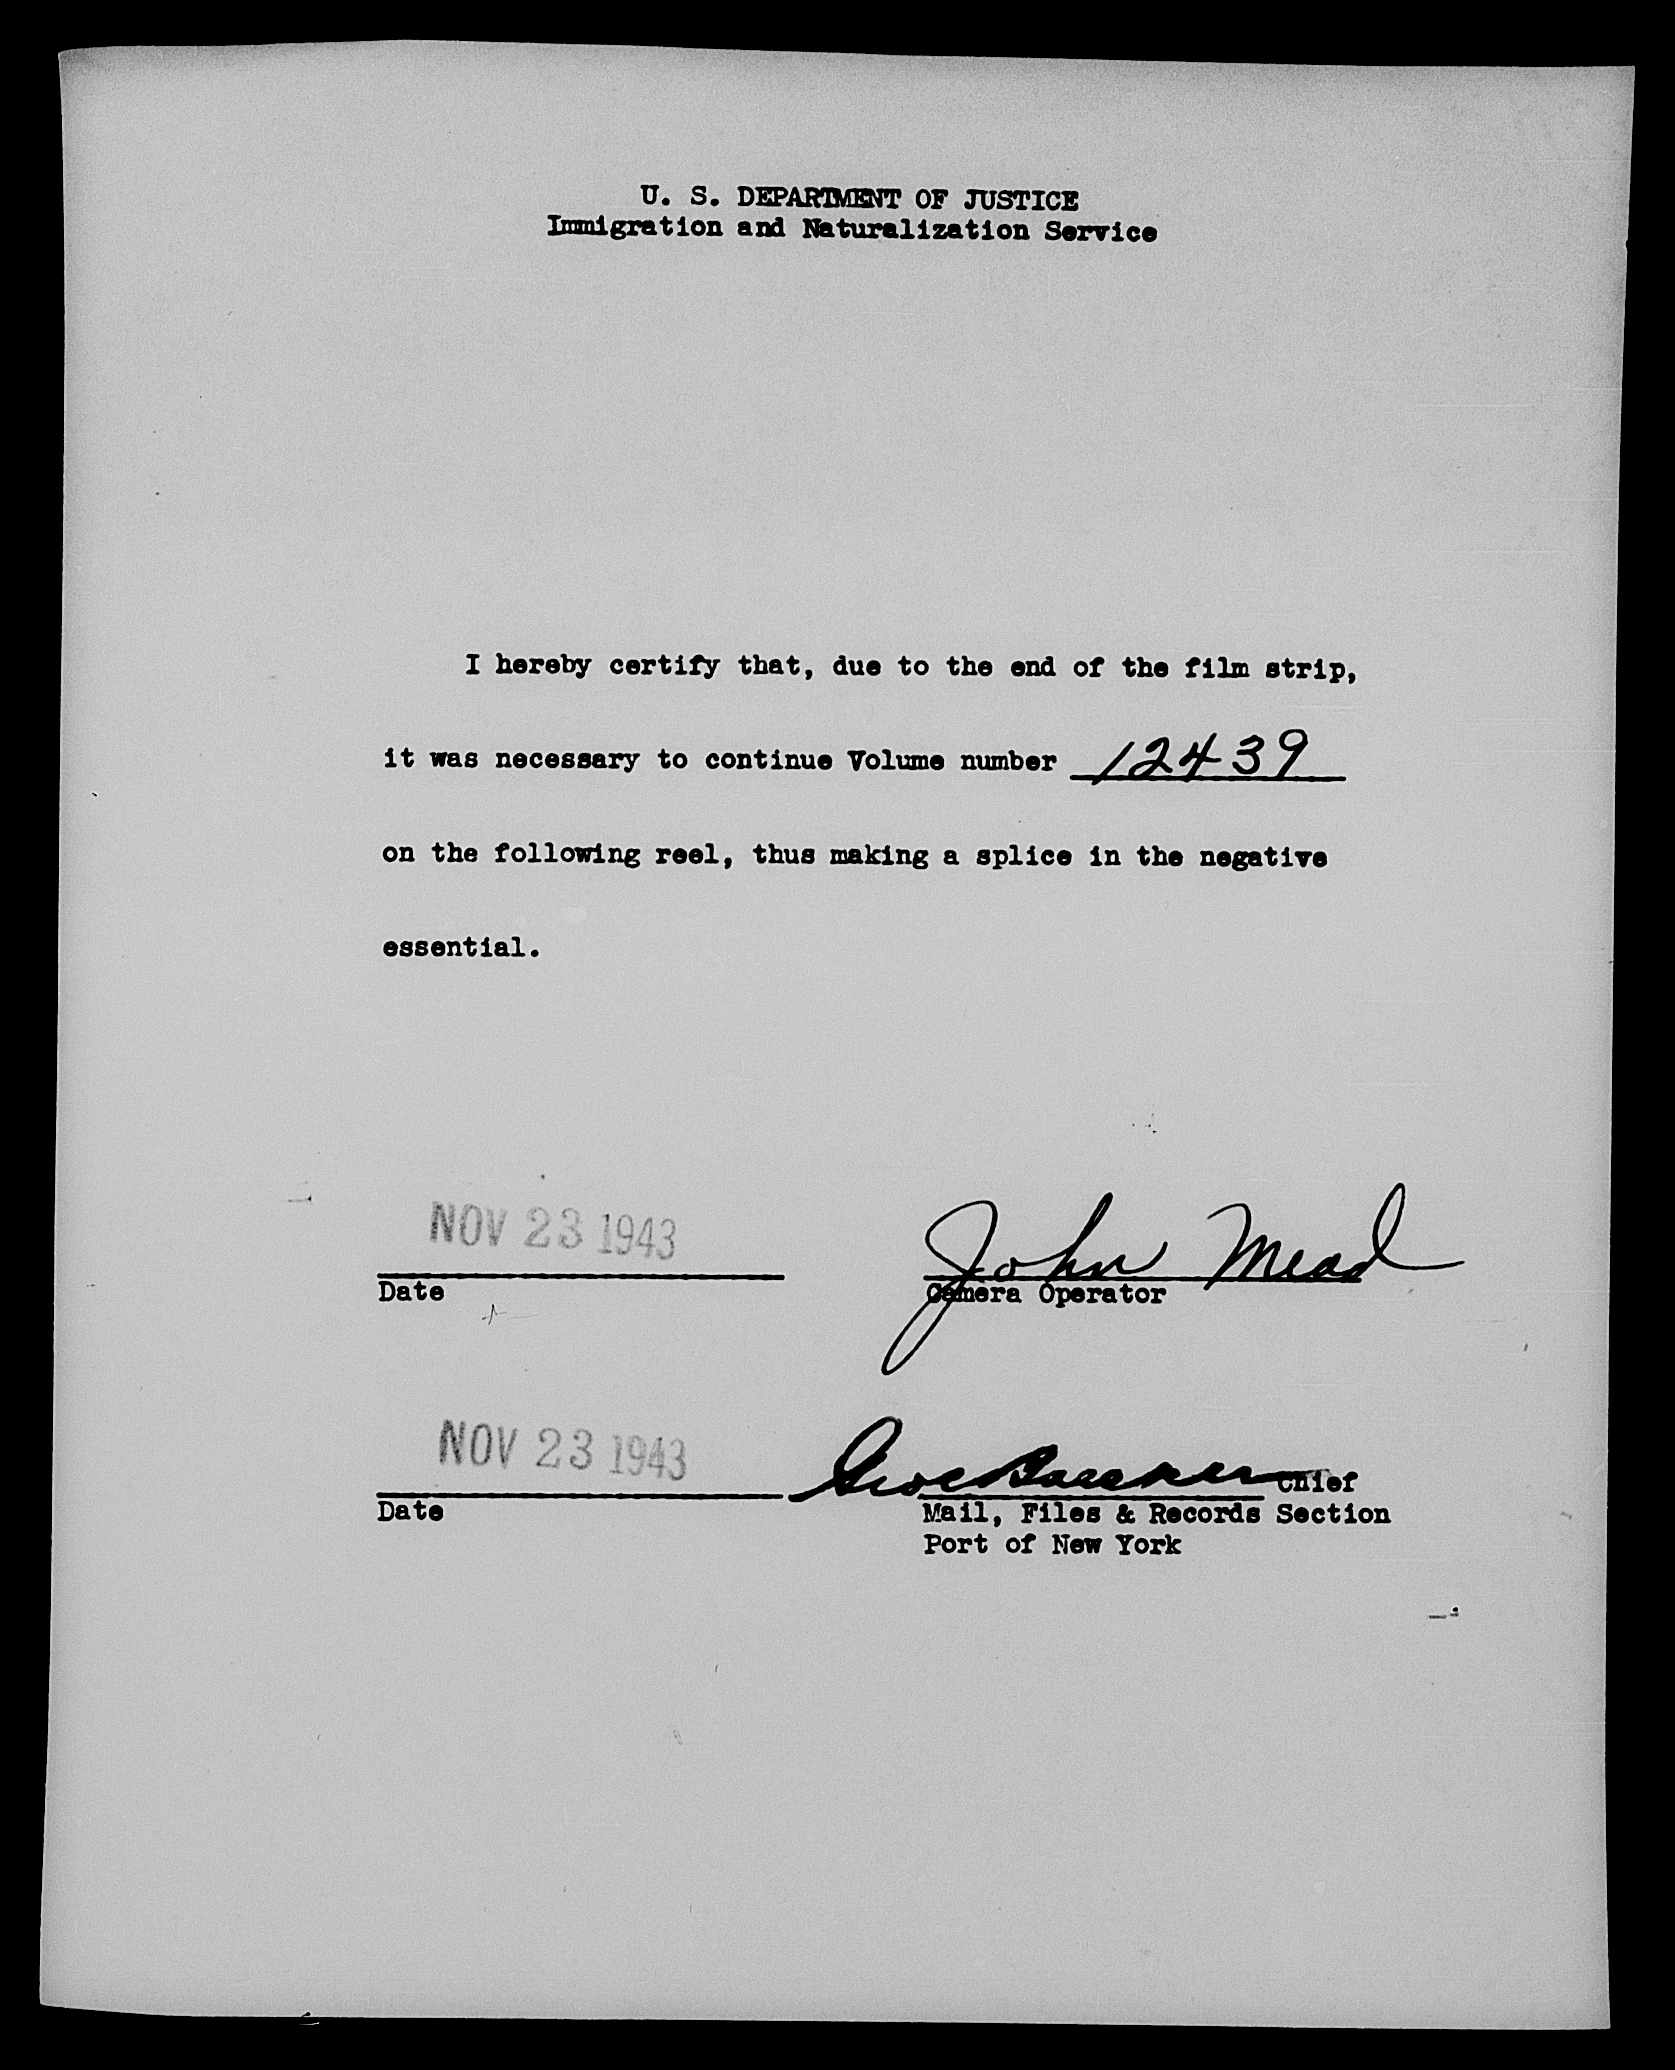 U. S. DEPARTMENT OF JUSTICE
Immigration and Naturalization Service
I hereby certify that, due to the end of the film strip,
it was necessary to continue Volume number 12439
on the following reel, thus making a splice in the negative
essential.
NOV 23 1943
John Mead
Date
Camera Operator
NOV 23 1943
Chief
Date
Mail, Files & Records Section
Port of New York